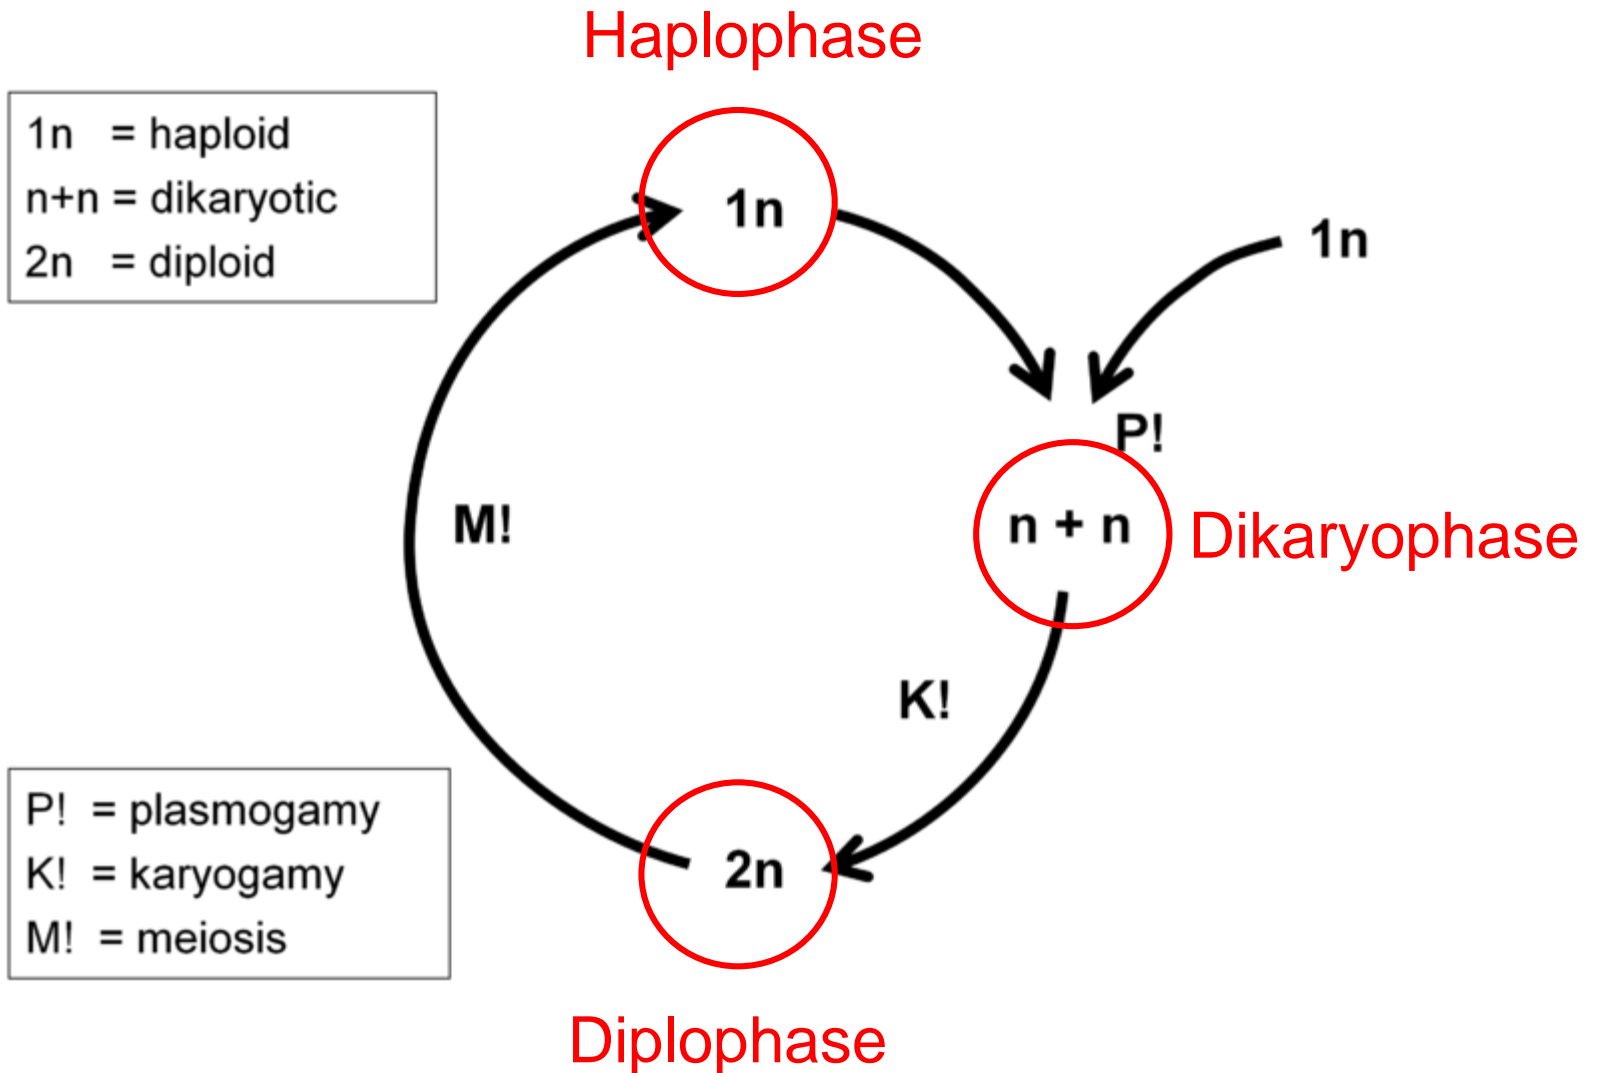 Haplophase
1n = haploid
n+n = dikaryotic
2n = diploid
1n
1n
P!
n + n
Dikaryophase
M!
K!
P! = plasmogamy
K! = karyogamy
M! = meiosis
2n
Diplophase